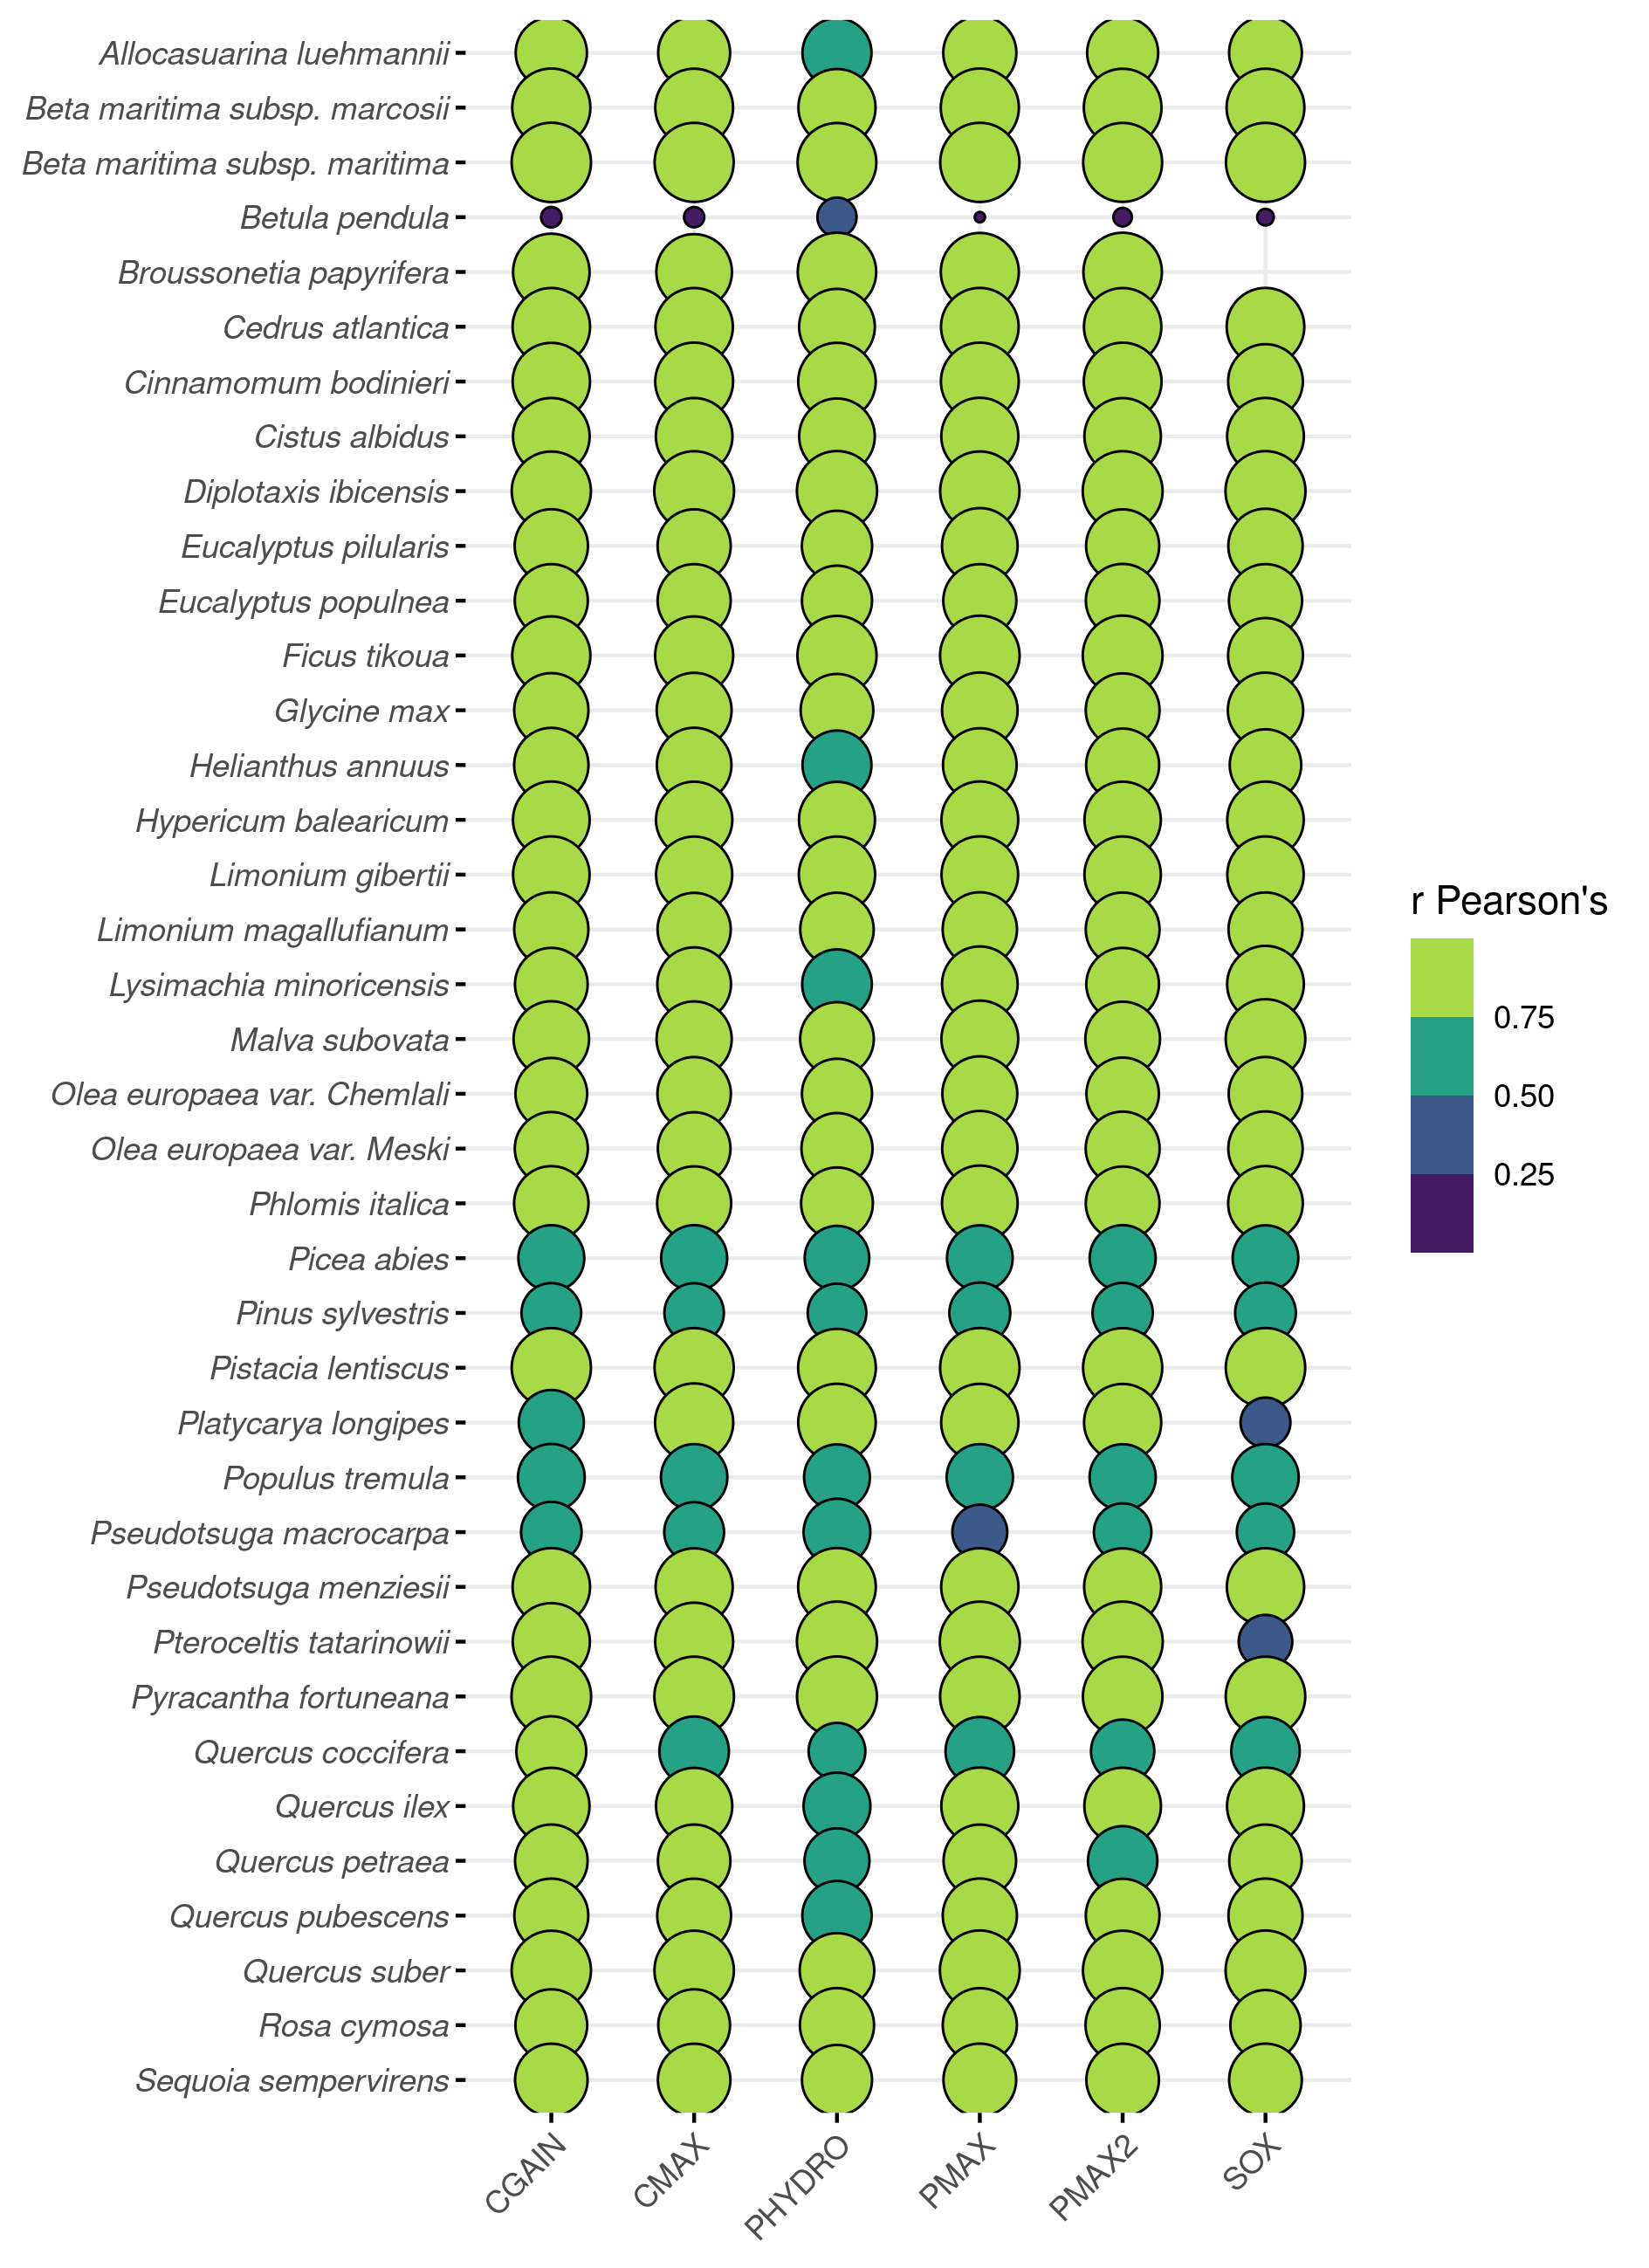 Allocasuarina luehmannii
Beta maritima subsp. marcosii
Beta maritima subsp. maritima
Betula pendula
Broussonetia papyrifera
Cedrus atlantica
Cinnamomum bodinieri
Cistus albidus
Diplotaxis ibicensis
Eucalyptus pilularis
Eucalyptus populnea
Ficus tikoua
Glycine max
Helianthus annuus
Hypericum balearicum
Limonium gibertii
Limonium magallufianum
Lysimachia minoricensis
Malva subovata
Olea europaea var. Chemlali
Olea europaea var. Meski
Phlomis italica
Picea abies
Pinus sylvestris
Pistacia lentiscus
Platycarya longipes
Populus tremula
Pseudotsuga macrocarpa
Pseudotsuga menziesii
Pteroceltis tatarinowii
Pyracantha fortuneana
Quercus coccifera
Quercus ilex
Quercus petraea
Quercus pubescens
Quercus suber
Rosa cymosa
Sequoia sempervirens
CGAIN
CMAX
PHYDRO
PMAX
PMAX2
SOX
r Pearson's
0.75
0.50
0.25